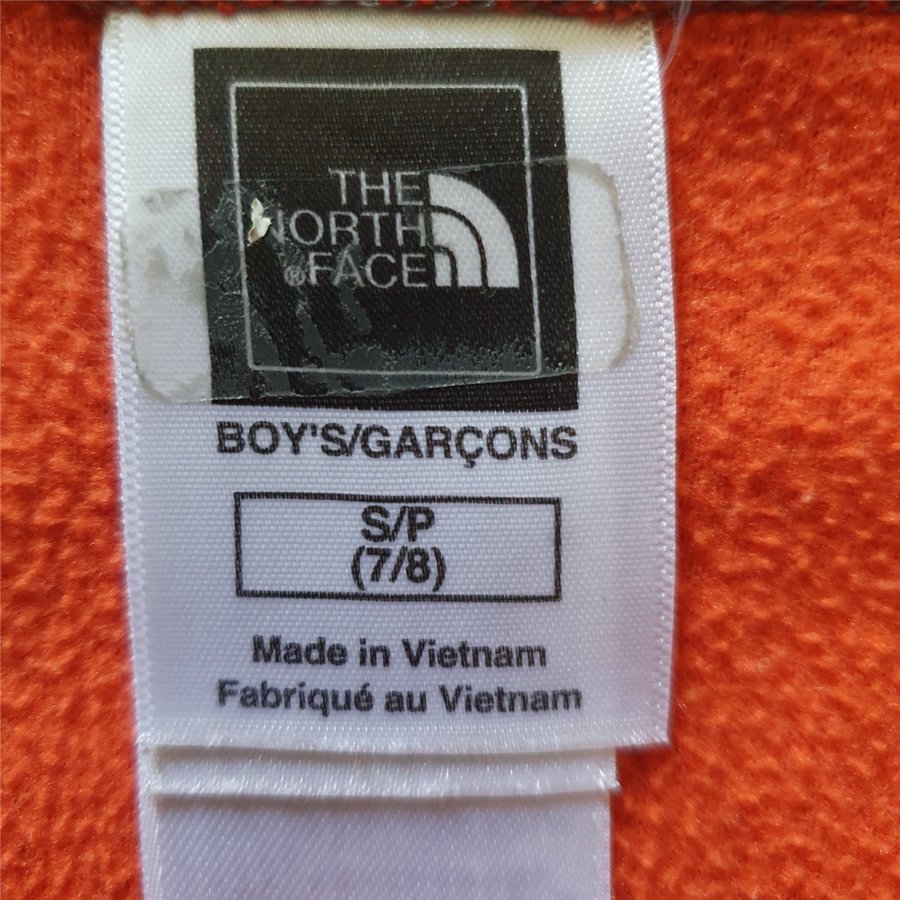 THE
NORTH
®FACE
BOY'S/GARÇONS
S/P
(7/8)
Made in Vietnam
Fabriqué au Vietnam